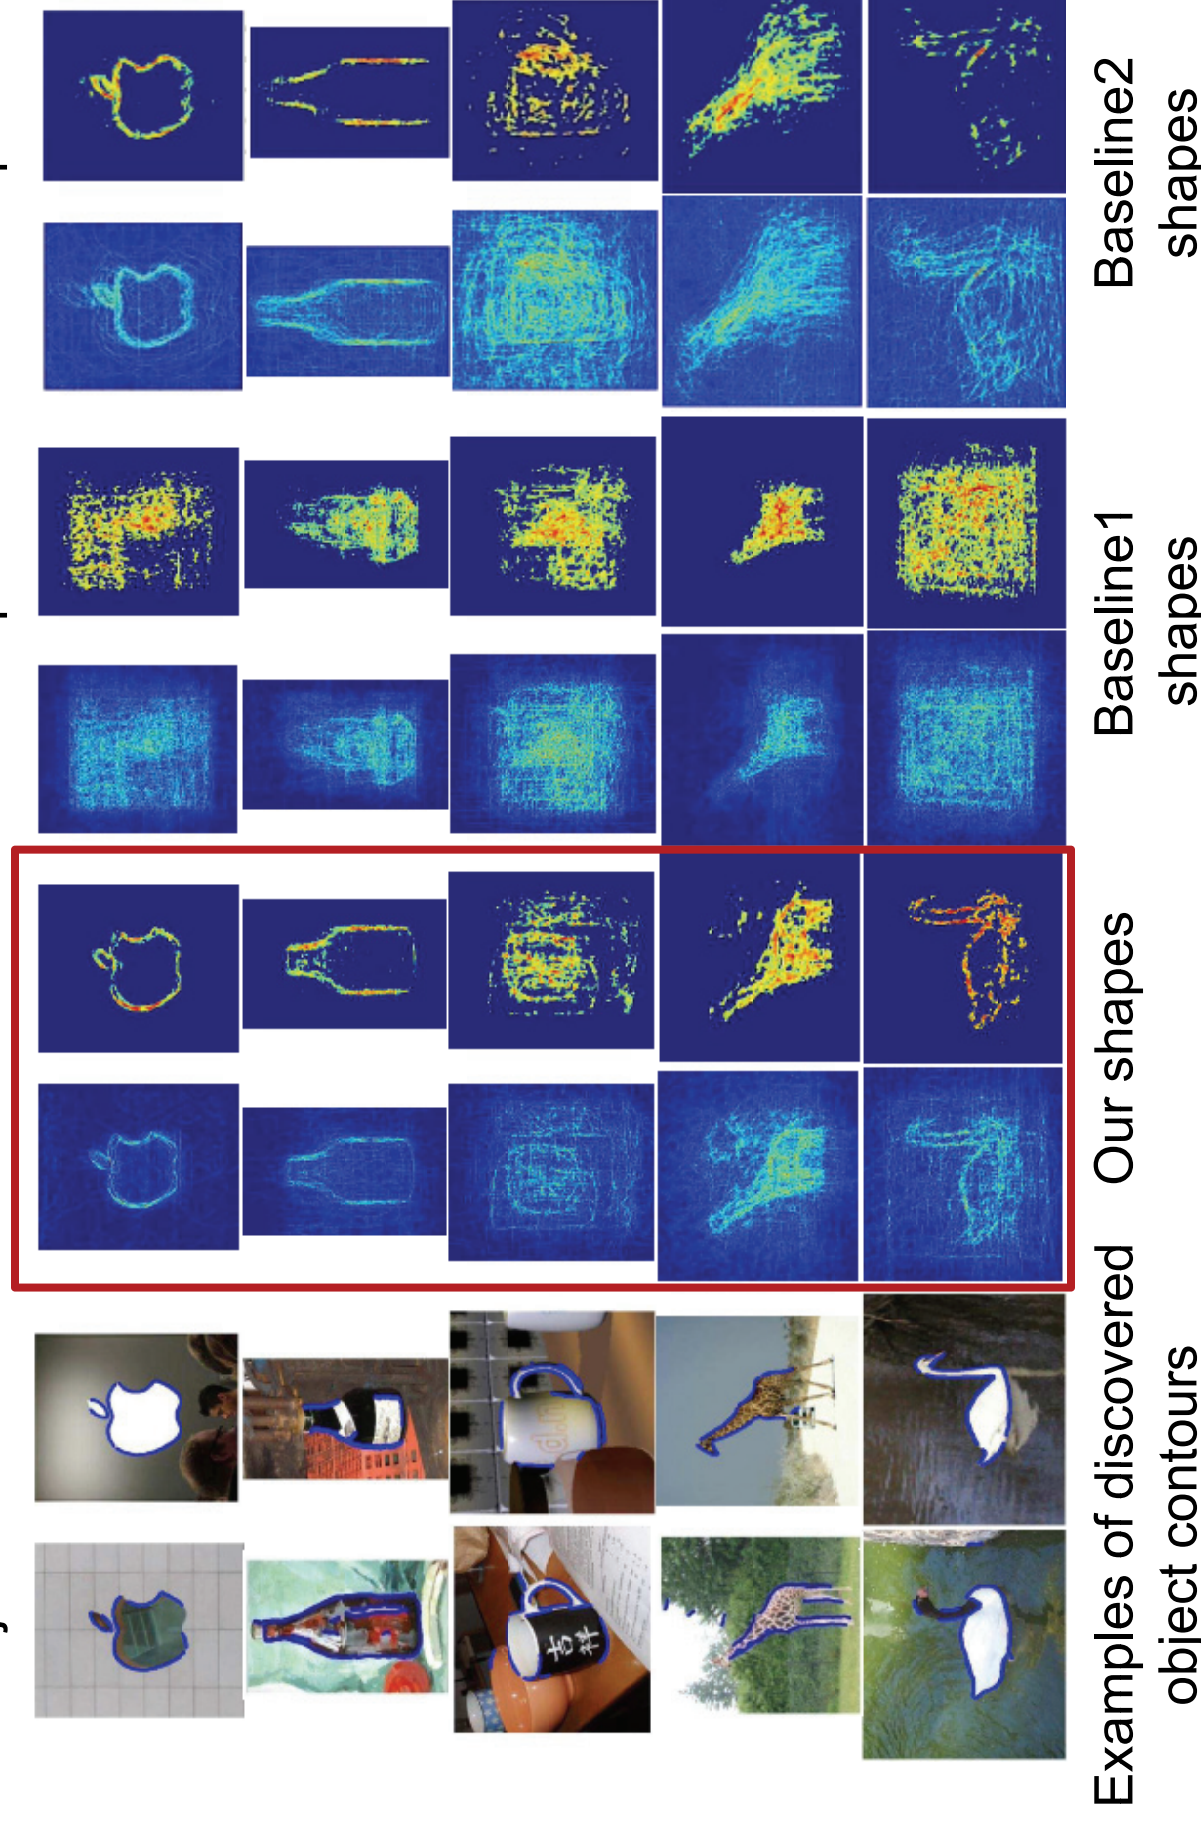 Examples of discovered
object contours
Our shapes
Baseline1
shapes
Baseline2
shapes